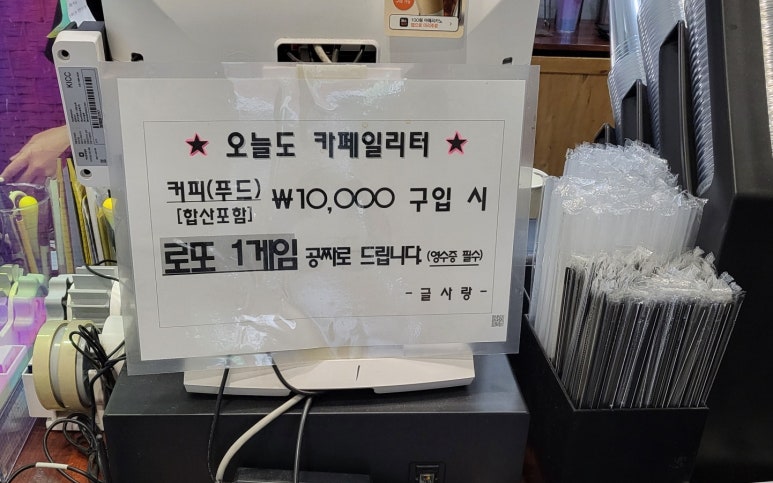 KICC
★ 오늘도 카페일리터 ★
커피(푸드) ₩10,000 구입 시
[합산포함]
로또 1게임 공짜로 드립니다 (영수증 필수)
- 글사랑 -